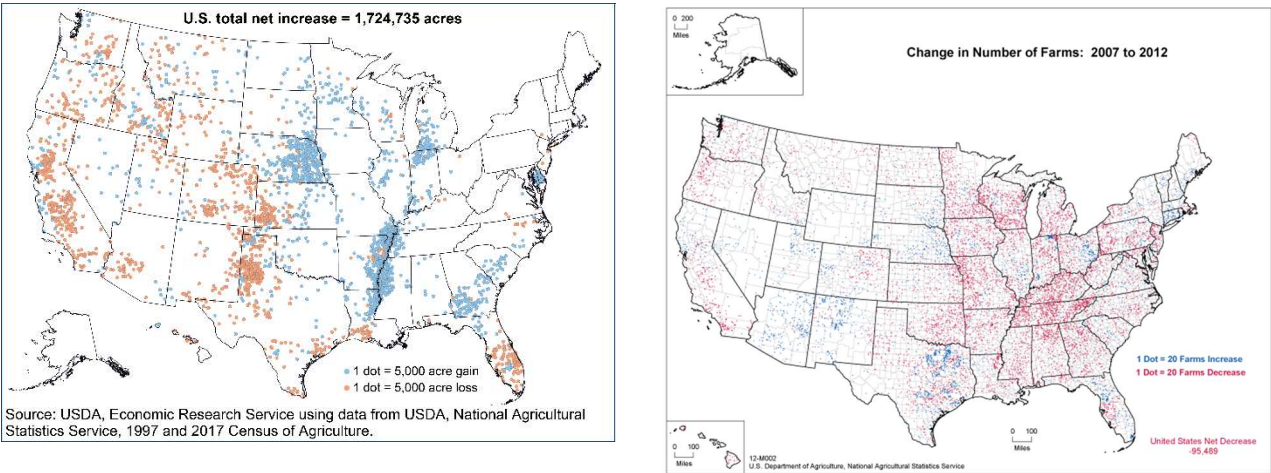 U.S. total net increase = 1,724,735 acres
1 dot = 5,000 acre gain
1 dot = 5,000 acre loss
Source: USDA, Economic Research Service using data from USDA, National Agricultural
Statistics Service, 1997 and 2017 Census of Agriculture.
0 200
Miles
Change in Number of Farms: 2007 to 2012
1 Dot = 20 Farms Increase
1 Dot = 20 Farms Decrease
United States Net Decrease
-95,489
0 100
Miles
0 100
Miles
12-M002
U.S. Department of Agriculture, National Agricultural Statistics Service